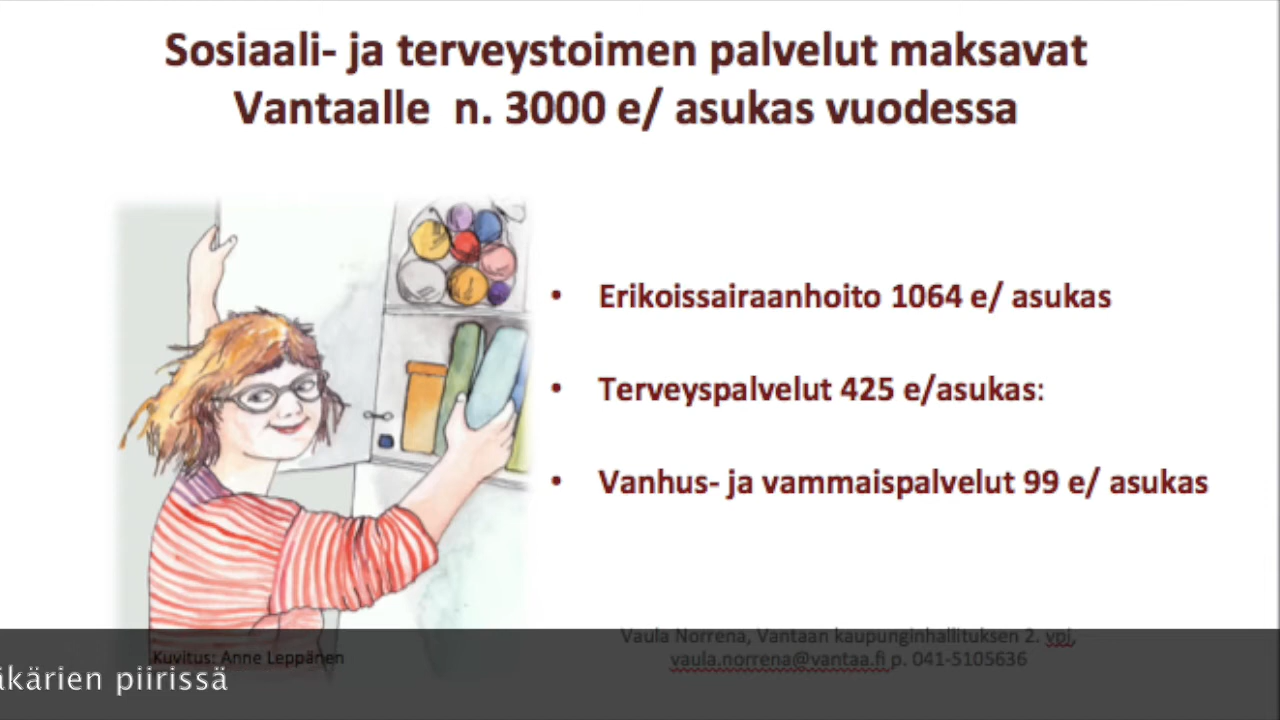 Sosiaali- ja terveystoimen palvelut maksavat
Vantaalle n. 3000 e/ asukas vuodessa
• Erikoissairaanhoito 1064 e/ asukas
• Terveyspalvelut 425 e/asukas:
• Vanhus- ja vammaispalvelut 99 e/ asukas
Vaula Norrena, Vantaan kaupunginhallituksen 2. vpj,
vaula.norrena@vantaa.fi p. 041-5105636
Kuvitus: Anne Leppänen
äkärien piirissä